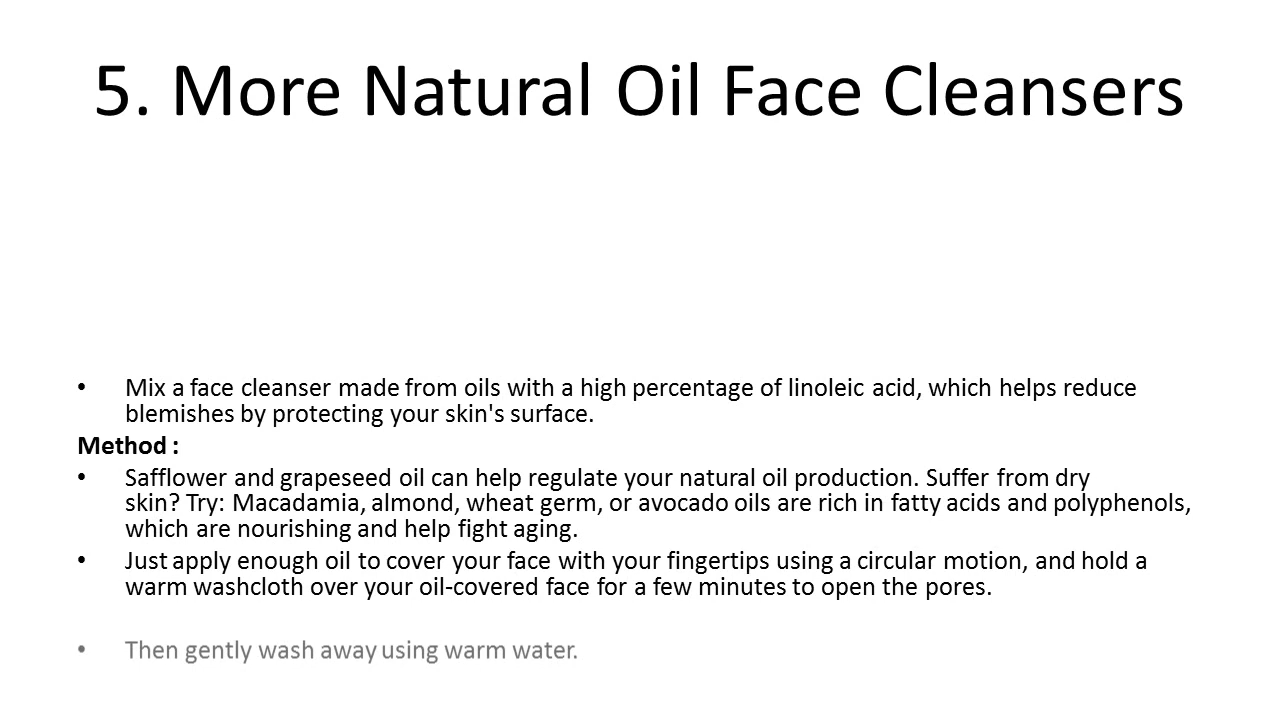 5. More Natural Oil Face Cleansers
• Mix a face cleanser made from oils with a high percentage of linoleic acid, which helps reduce
blemishes by protecting your skin's surface.
Method :
• Safflower and grapeseed oil can help regulate your natural oil production. Suffer from dry
skin? Try: Macadamia, almond, wheat germ, or avocado oils are rich in fatty acids and polyphenols,
which are nourishing and help fight aging.
• Just apply enough oil to cover your face with your fingertips using a circular motion, and hold a
warm washcloth over your oil-covered face for a few minutes to open the pores.
• Then gently wash away using warm water.